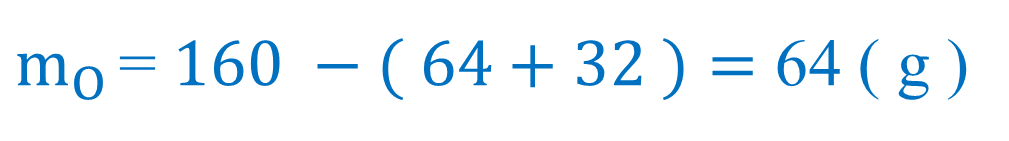 m_O = 160 – ( 64 + 32 ) = 64 ( g )